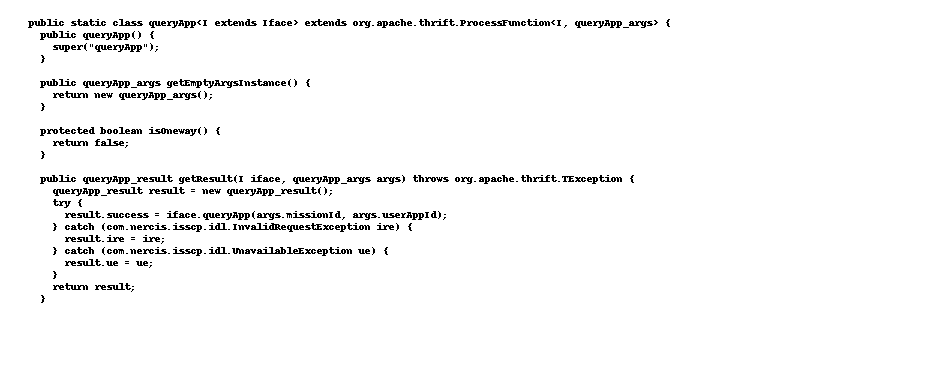 public static class queryApp<I extends Iface> extends org.apache.thrift.ProcessFunction<I, queryApp_args> {
  public queryApp() {
    super("queryApp");
  }

  public queryApp_args getEmptyArgsInstance() {
    return new queryApp_args();
  }

  protected boolean isOneway() {
    return false;
  }

  public queryApp_result getResult(I iface, queryApp_args args) throws org.apache.thrift.TException {
    queryApp_result result = new queryApp_result();
    try {
      result.success = iface.queryApp(args.missionId, args.userAppId);
    } catch (com.nercis.isscp.idl.InvalidRequestException ire) {
      result.ire = ire;
    } catch (com.nercis.isscp.idl.UnavailableException ue) {
      result.ue = ue;
    }
    return result;
  }